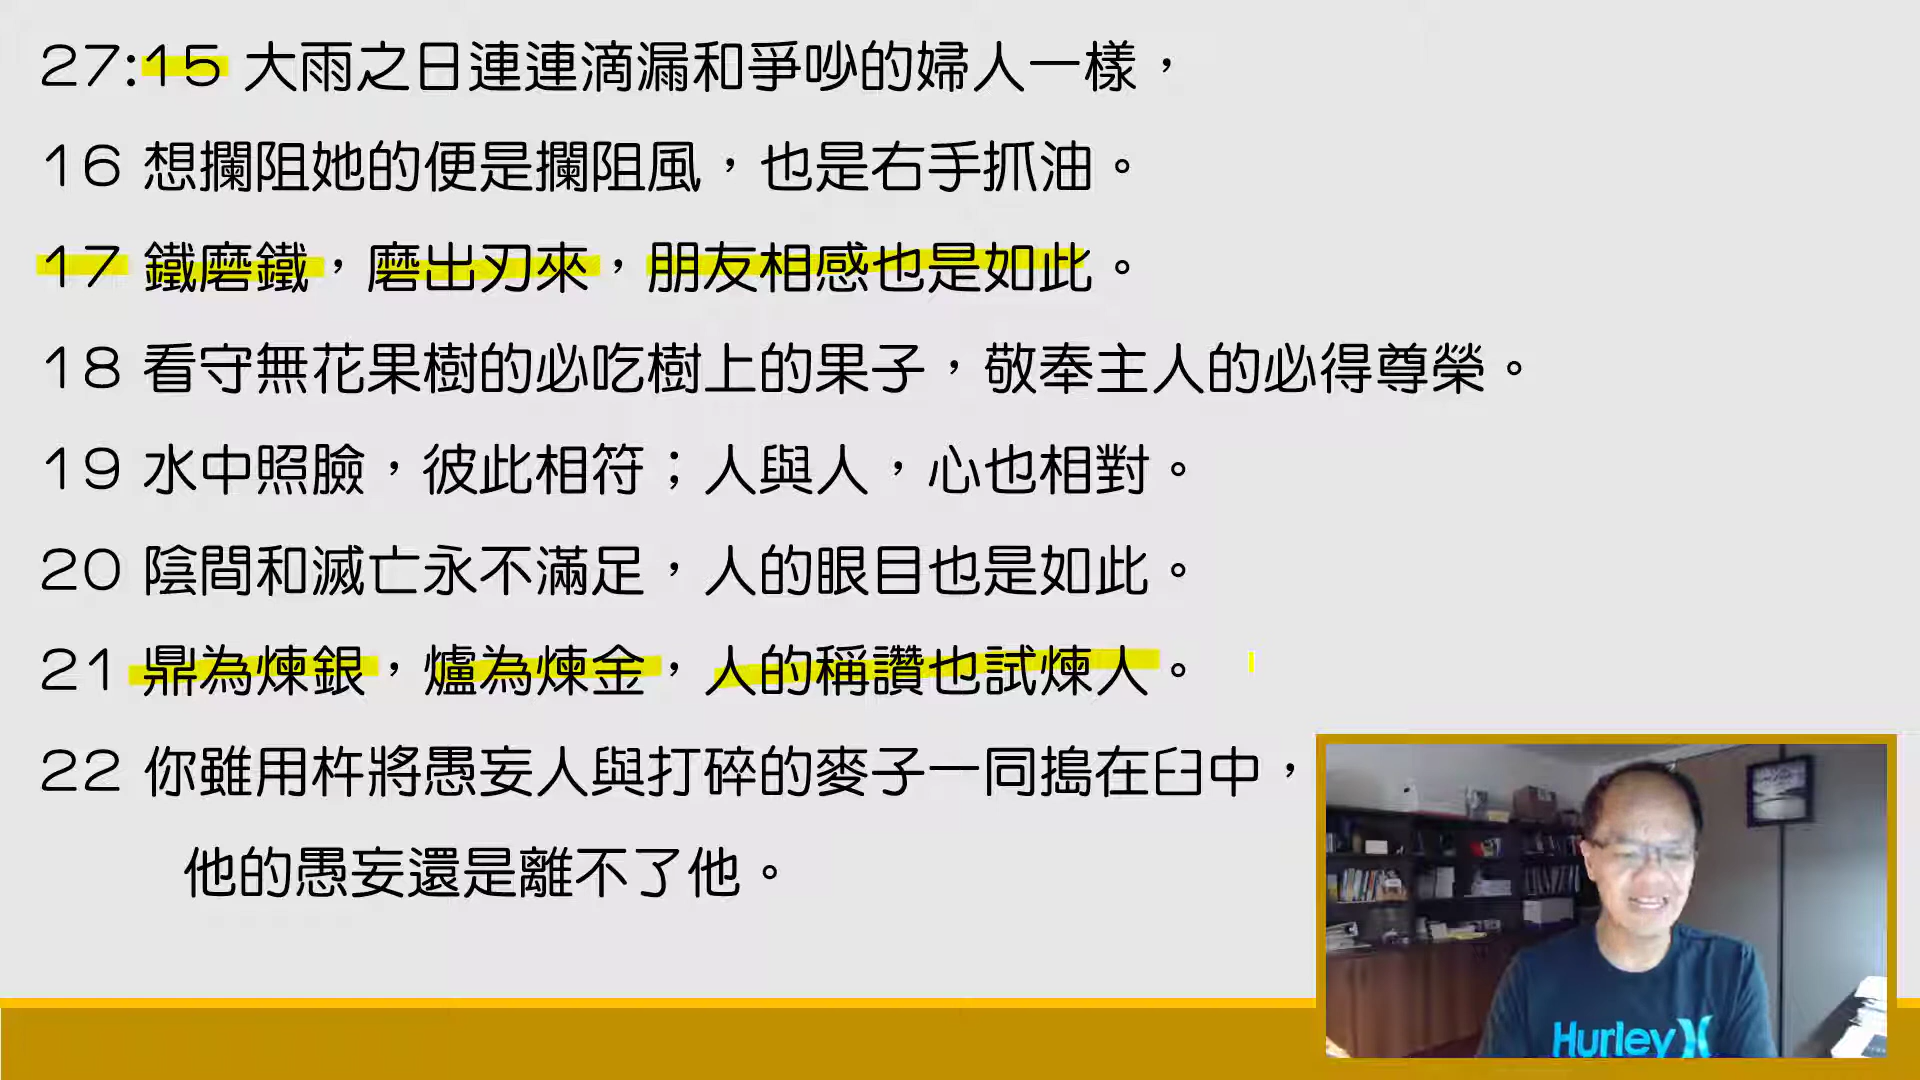 27:15 大雨之日連連滴漏和爭吵的婦人一樣，
16 想攔阻她的便是攔阻風，也是右手抓油。
17 鐵磨鐵，磨出刃來，朋友相感也是如此。
18 看守無花果樹的必吃樹上的果子，敬奉主人的必得尊榮。
19 水中照臉，彼此相符；人與人，心也相對。
20 陰間和滅亡永不滿足，人的眼目也是如此。
21 鼎為煉銀，爐為煉金，人的稱讚也試煉人。
22 你雖用杵將愚妄人與打碎的麥子一同搗在臼中，
他的愚妄還是離不了他。
Hurley